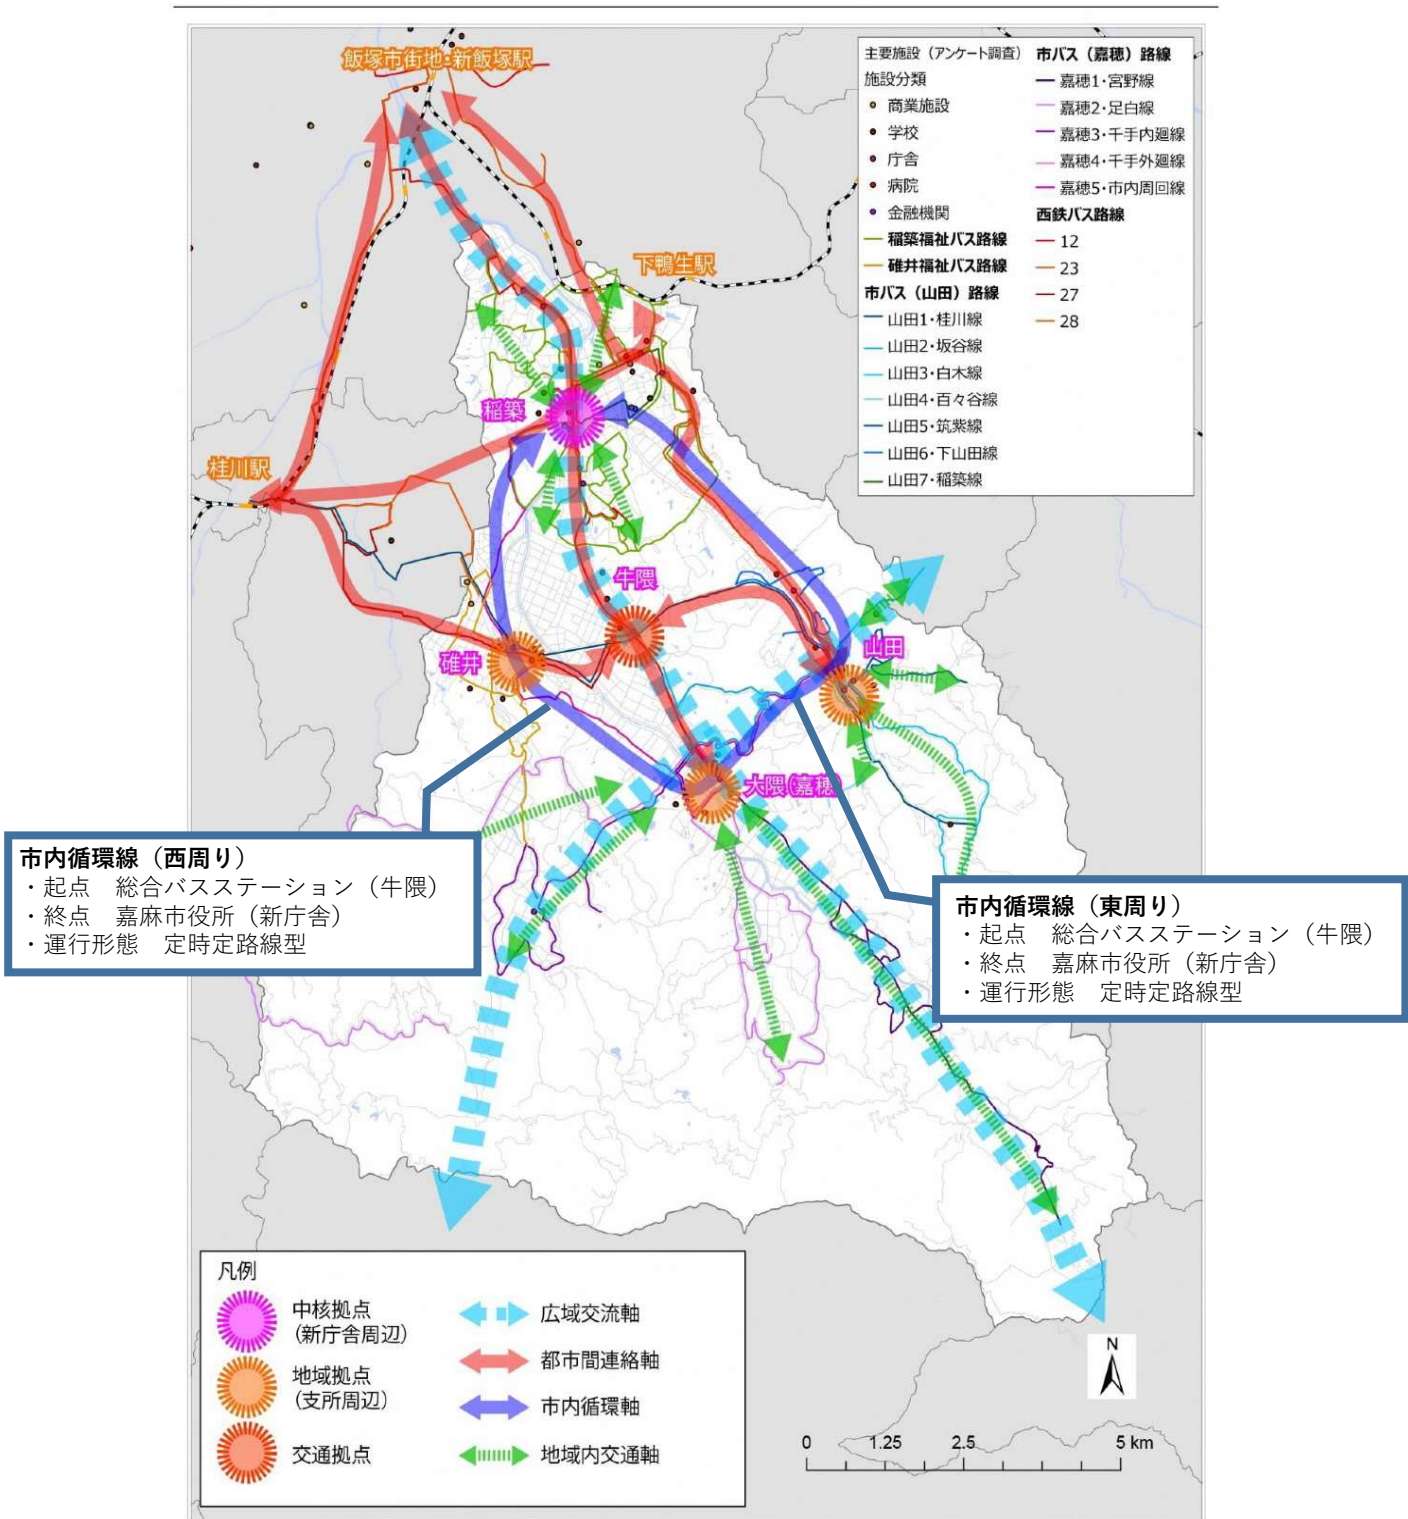 飯塚市街地・新飯塚駅
主要施設（アンケート調査）
施設分類
商業施設
学校
庁舎
病院
金融機関
稲築福祉バス路線
碓井福祉バス路線
市バス（山田）路線
山田1・桂川線
山田2・坂谷線
山田3・白木線
山田4・百々谷線
山田5・筑紫線
山田6・下山田線
山田7・稲築線
市バス（嘉穂）路線
嘉穂1・宮野線
嘉穂2・足白線
嘉穂3・千手内廻線
嘉穂4・千手外廻線
嘉穂5・市内周回線
西鉄バス路線
12
23
27
28
下鴨生駅
稲築
桂川駅
牛隈
碓井
山田
大隈(嘉穂)
市内循環線（西周り）
・起点　総合バスステーション（牛隈）
・終点　嘉麻市役所（新庁舎）
・運行形態　定時定路線型
市内循環線（東周り）
・起点　総合バスステーション（牛隈）
・終点　嘉麻市役所（新庁舎）
・運行形態　定時定路線型
凡例
中核拠点
(新庁舎周辺)
地域拠点
(支所周辺)
交通拠点
広域交流軸
都市間連絡軸
市内循環軸
地域内交通軸
N
0 1.25 2.5 5 km